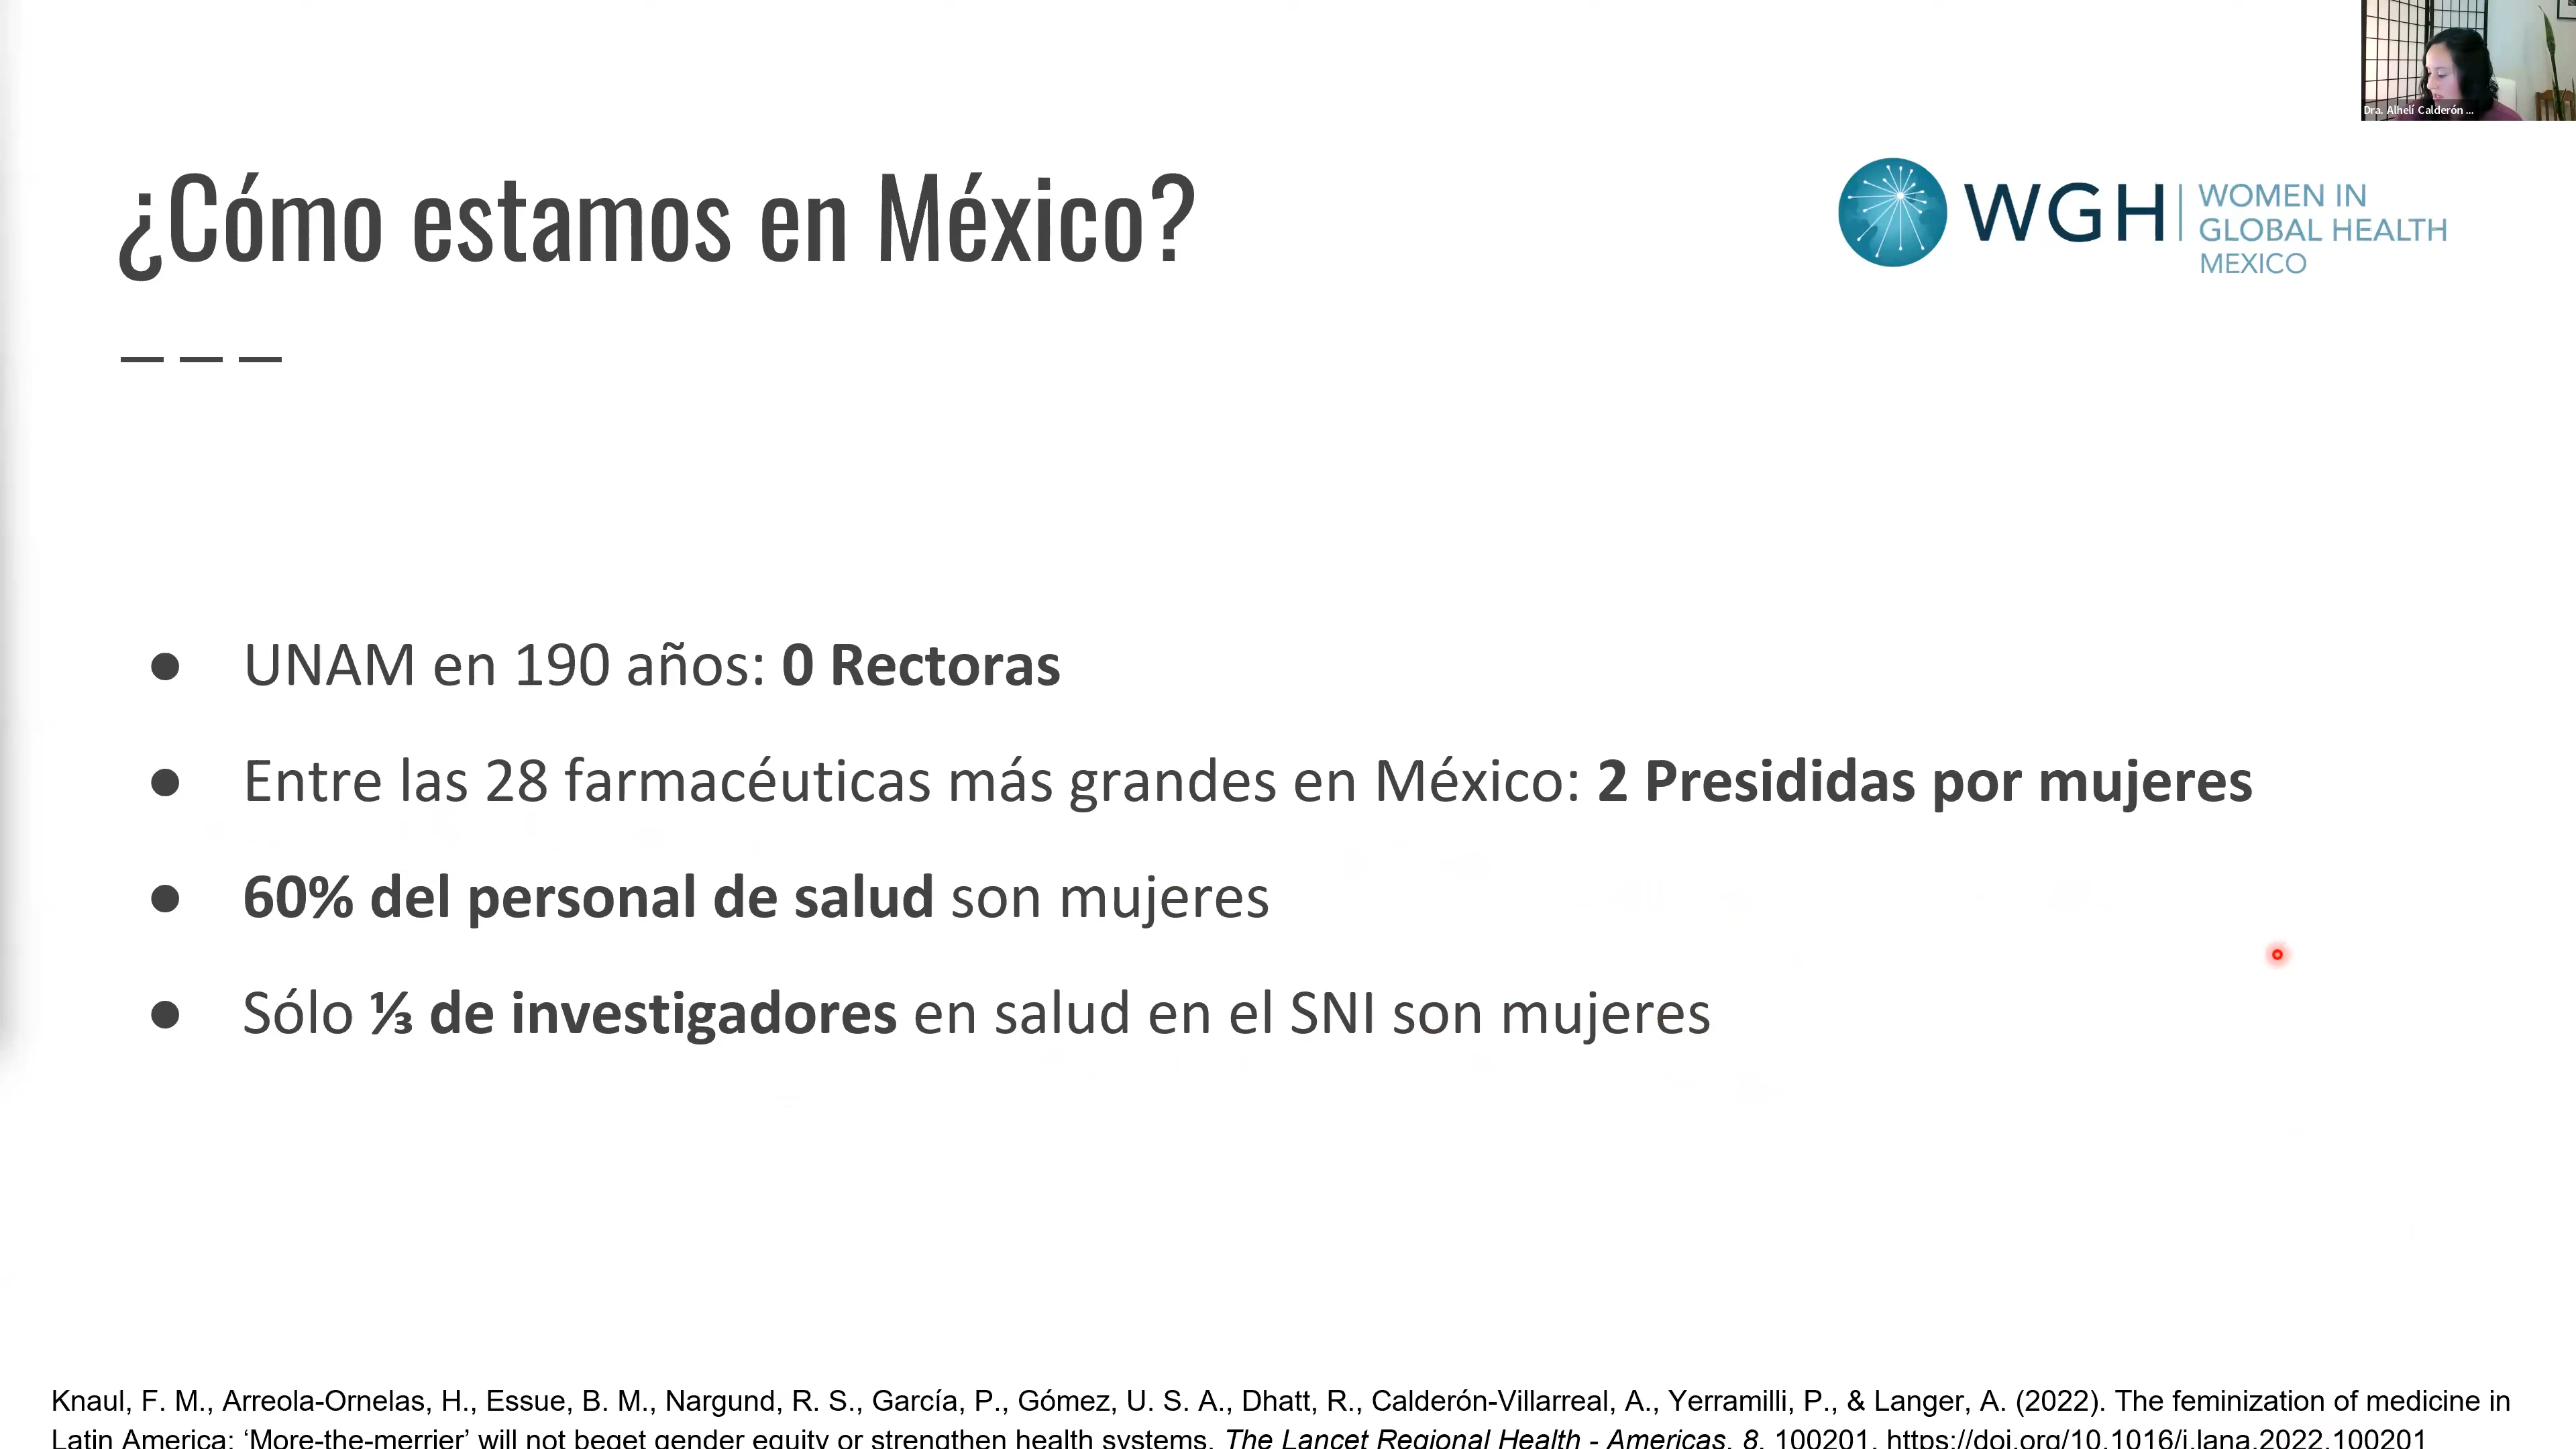 Dra. Alhelí Calderón ...
¿Cómo estamos en México?
WGH
WOMEN IN
GLOBAL HEALTH
MEXICO
● UNAM en 190 años: 0 Rectoras
● Entre las 28 farmacéuticas más grandes en México: 2 Presididas por mujeres
● 60% del personal de salud son mujeres
● Sólo ⅓ de investigadores en salud en el SNI son mujeres
Knaul, F. M., Arreola-Ornelas, H., Essue, B. M., Nargund, R. S., García, P., Gómez, U. S. A., Dhatt, R., Calderón-Villarreal, A., Yerramilli, P., & Langer, A. (2022). The feminization of medicine in
Latin America: ‘More-the-merrier’ will not beget gender equity or strengthen health systems. The Lancet Regional Health - Americas, 8, 100201. https://doi.org/10.1016/j.lana.2022.100201